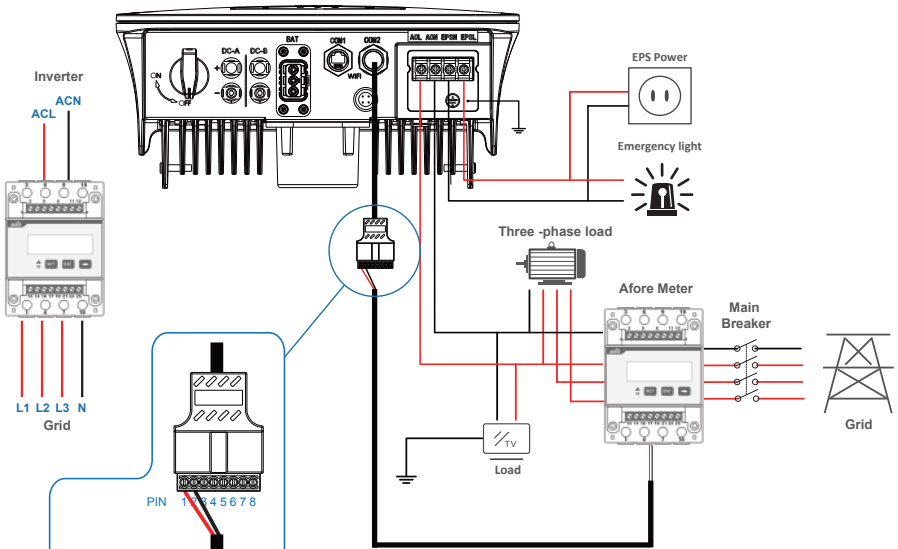 DC-A
DC-B
BAT
COM1
COM2
ACL ACN EPSN EPSL
+
−
ON
OFF
WIFI
EPS Power
Inverter
ACN
ACL
Emergency light
Three -phase load
Afore Meter
Main
Breaker
L1 L2 L3 N
Grid
TV
Load
Grid
PIN 1 2 3 4 5 6 7 8